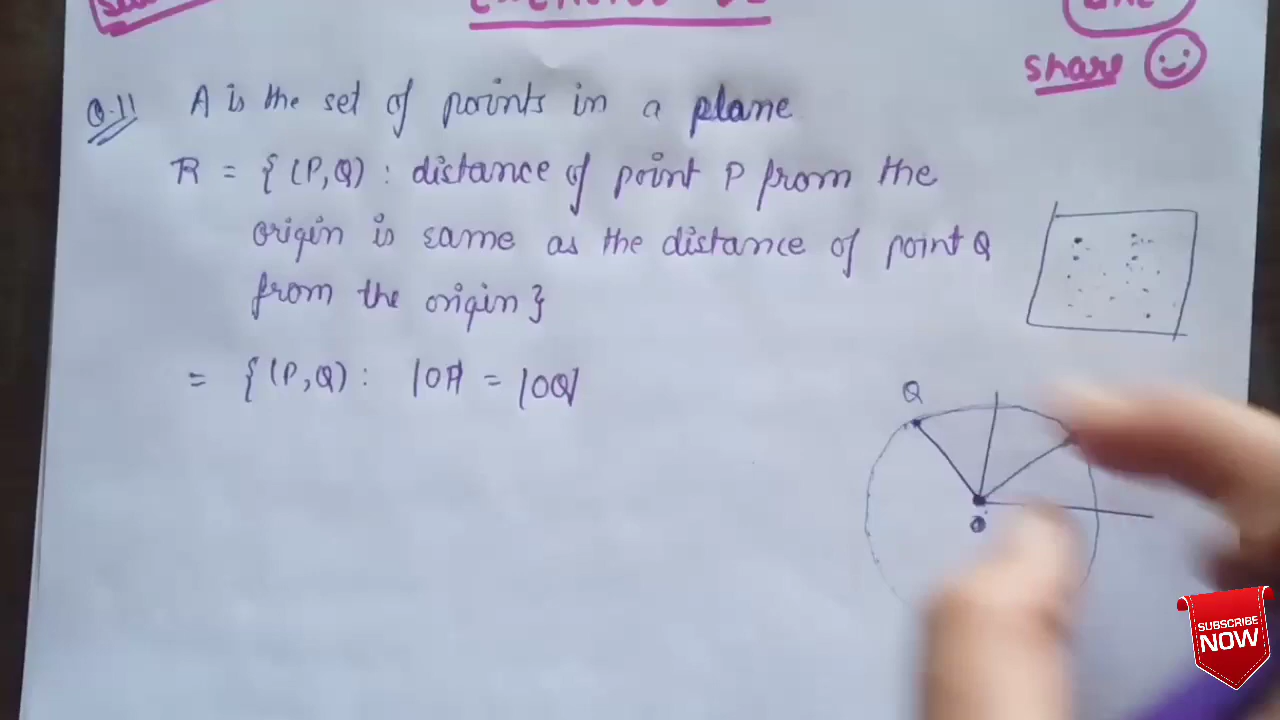 share
Q.11 A is the set of points in a plane
R = {(P,Q) : distance of point P from the
origin is same as the distance of point Q
from the origin}
= {(P,Q) : |OP| = |OQ|
Q
O
SUBSCRIBE
NOW